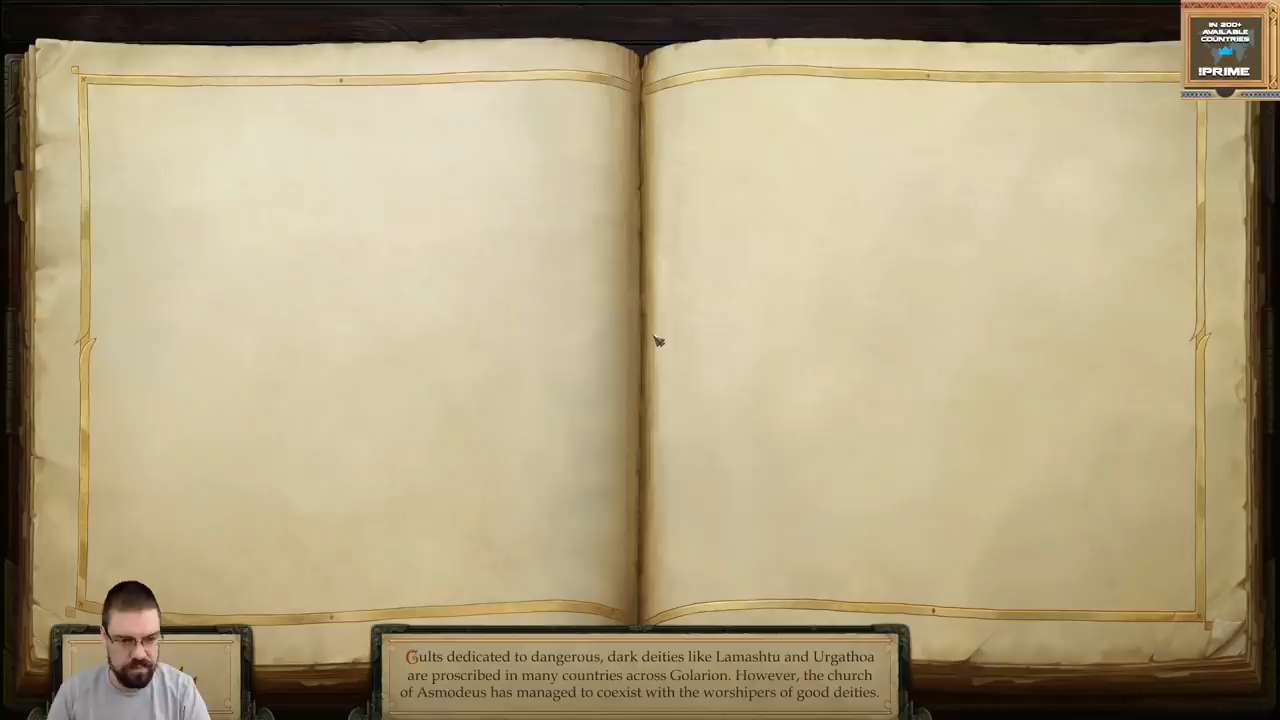 IN 200+
AVAILABLE
COUNTRIES
!PRIME
Cults dedicated to dangerous, dark deities like Lamashtu and Urgathoa
are proscribed in many countries across Golarion. However, the church
of Asmodeus has managed to coexist with the worshipers of good deities.